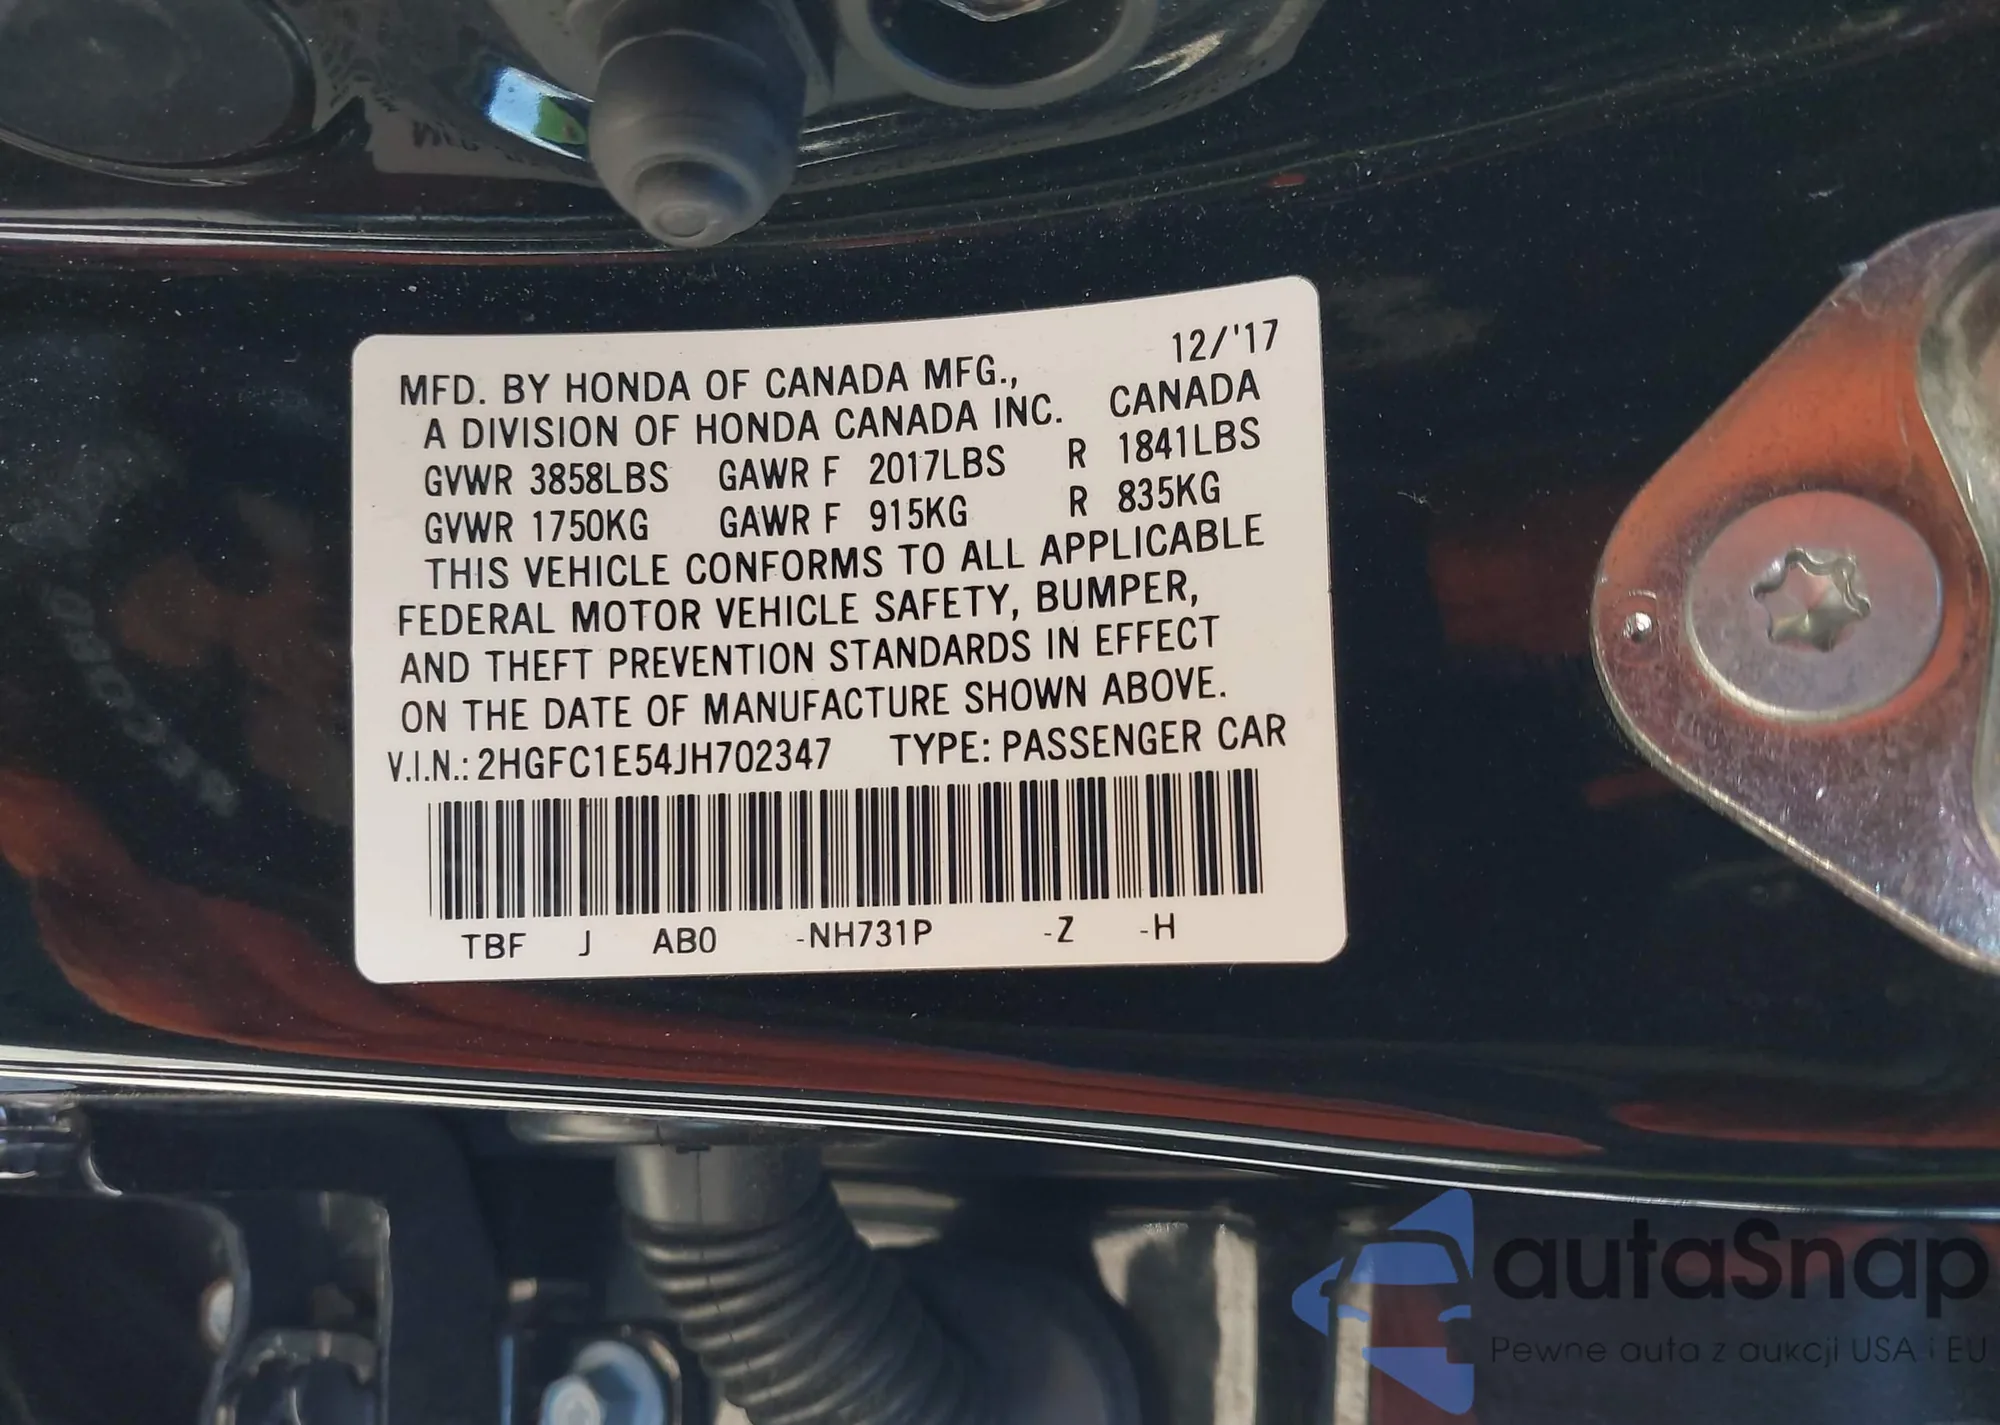 12/'17
MFD. BY HONDA OF CANADA MFG.,
A DIVISION OF HONDA CANADA INC. CANADA
GVWR 3858LBS GAWR F 2017LBS R 1841LBS
GVWR 1750KG GAWR F 915KG R 835KG
THIS VEHICLE CONFORMS TO ALL APPLICABLE
FEDERAL MOTOR VEHICLE SAFETY, BUMPER,
AND THEFT PREVENTION STANDARDS IN EFFECT
ON THE DATE OF MANUFACTURE SHOWN ABOVE.
V.I.N.: 2HGFC1E54JH702347 TYPE: PASSENGER CAR
TBF J AB0 -NH731P -Z -H
autaSnap
Pewne auta z aukcji USA i EU